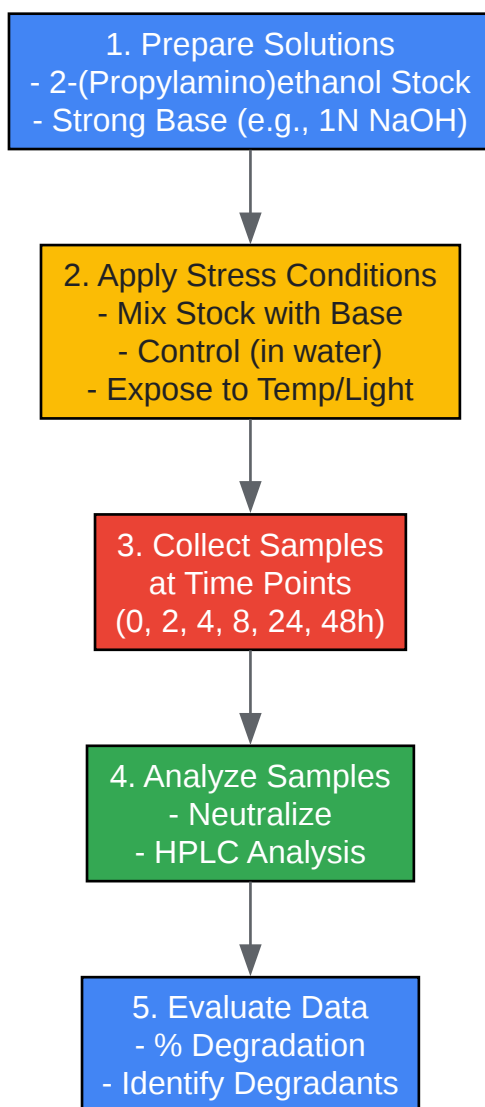 1. Prepare Solutions
- 2-(Propylamino)ethanol Stock
- Strong Base (e.g., 1N NaOH)
2. Apply Stress Conditions
- Mix Stock with Base
- Control (in water)
- Expose to Temp/Light
3. Collect Samples
at Time Points
(0, 2, 4, 8, 24, 48h)
4. Analyze Samples
- Neutralize
- HPLC Analysis
5. Evaluate Data
- % Degradation
- Identify Degradants